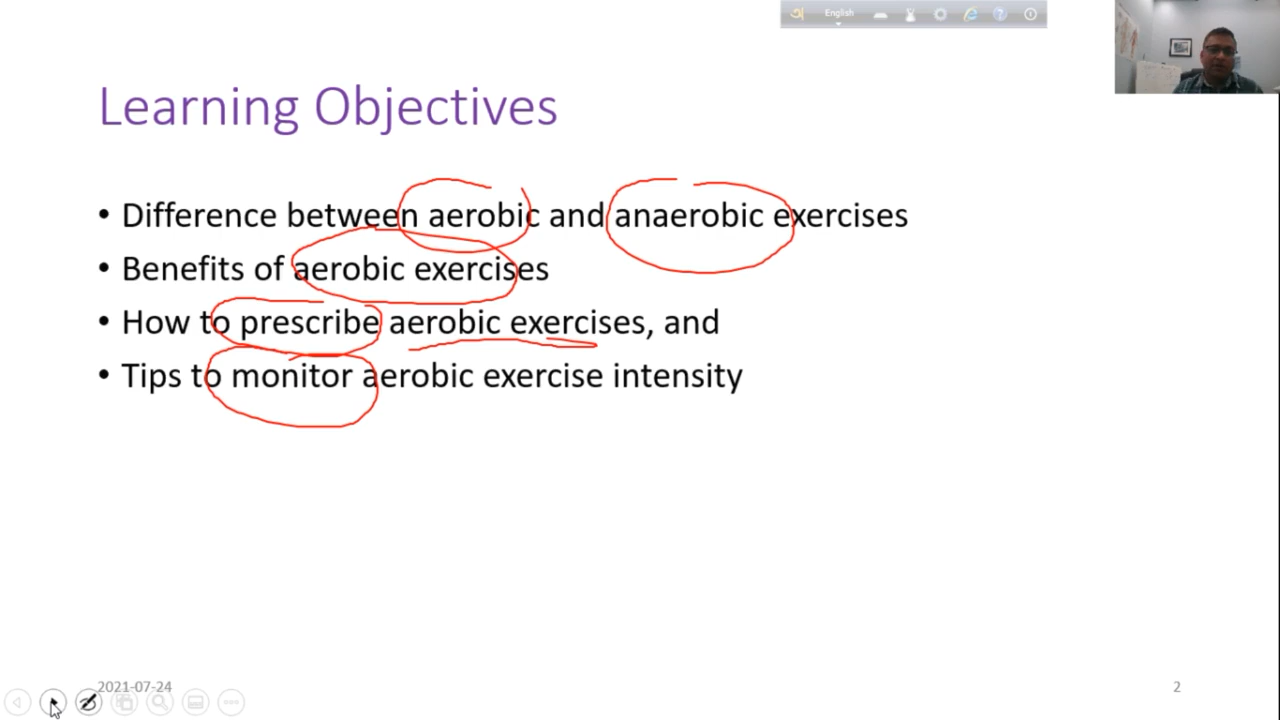 অ English
Learning Objectives
• Difference between aerobic and anaerobic exercises
• Benefits of aerobic exercises
• How to prescribe aerobic exercises, and
• Tips to monitor aerobic exercise intensity
2021-07-24
2